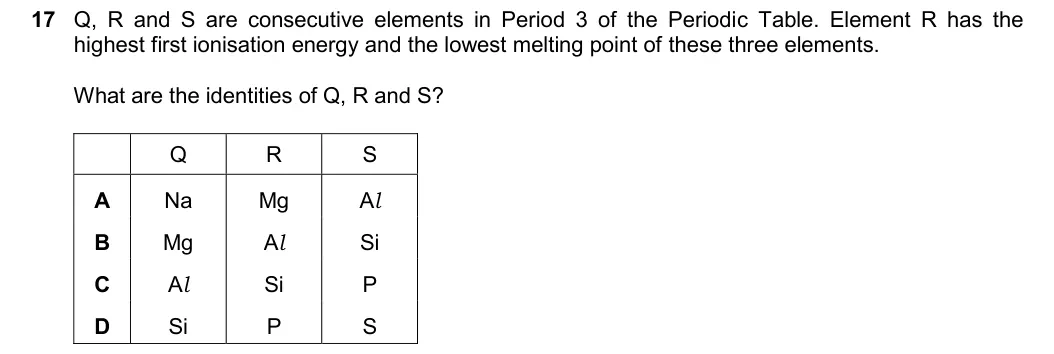 17 Q, R and S are consecutive elements in Period 3 of the Periodic Table. Element R has the
highest first ionisation energy and the lowest melting point of these three elements.
What are the identities of Q, R and S?
Q R S
A Na Mg Al
B Mg Al Si
C Al Si P
D Si P S